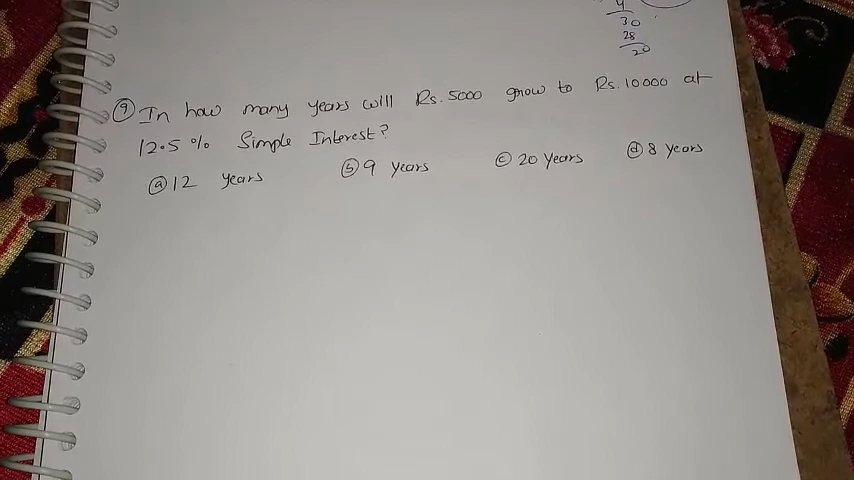 4
30
28
20
9 In how many years will Rs. 5000 grow to Rs. 10000 at
12.5 % Simple Interest?
a 12 years b 9 years c 20 years d 8 years